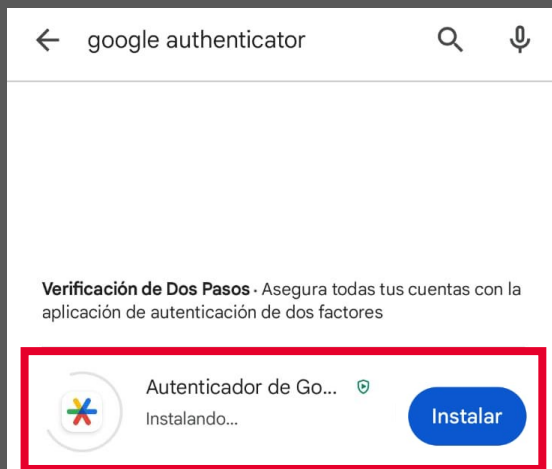 google authenticator
Verificación de Dos Pasos · Asegura todas tus cuentas con la
aplicación de autenticación de dos factores
Autenticador de Go...
Instalando...
Instalar